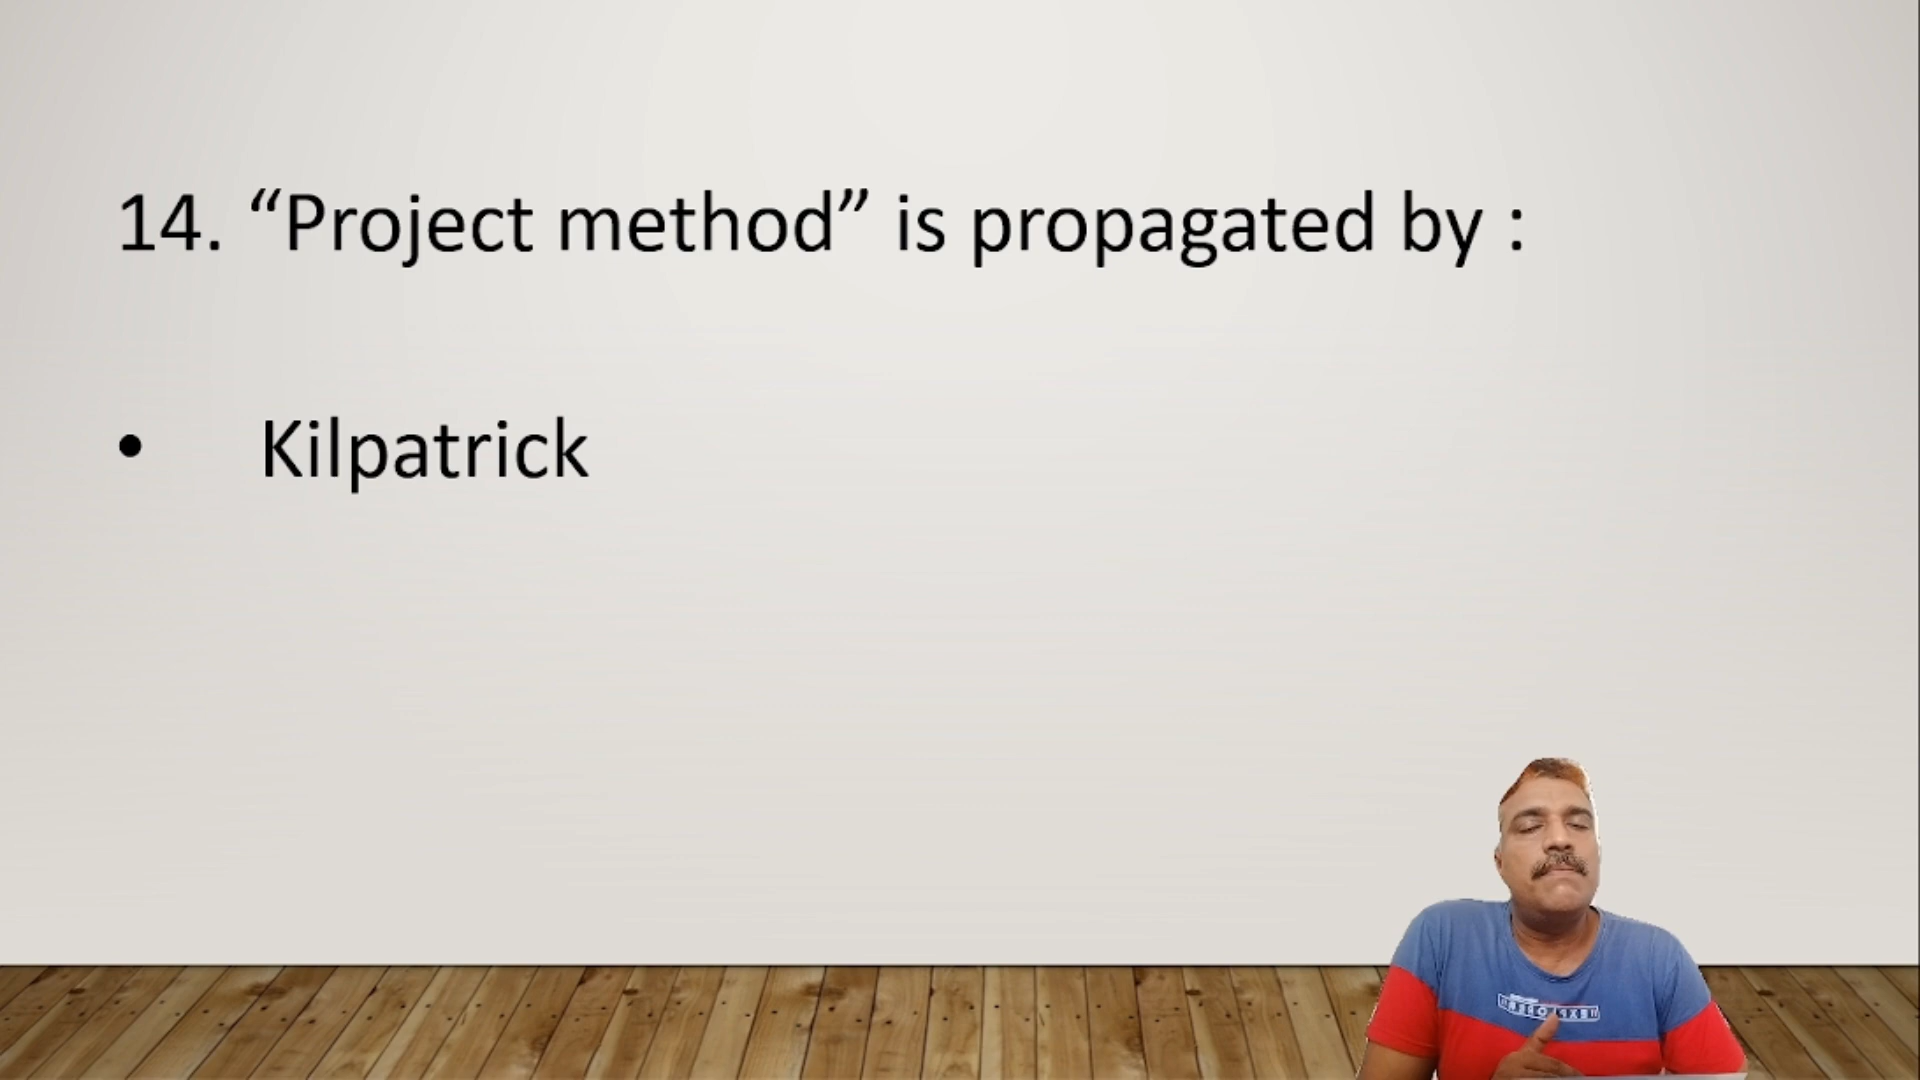 14. “Project method” is propagated by :
• Kilpatrick